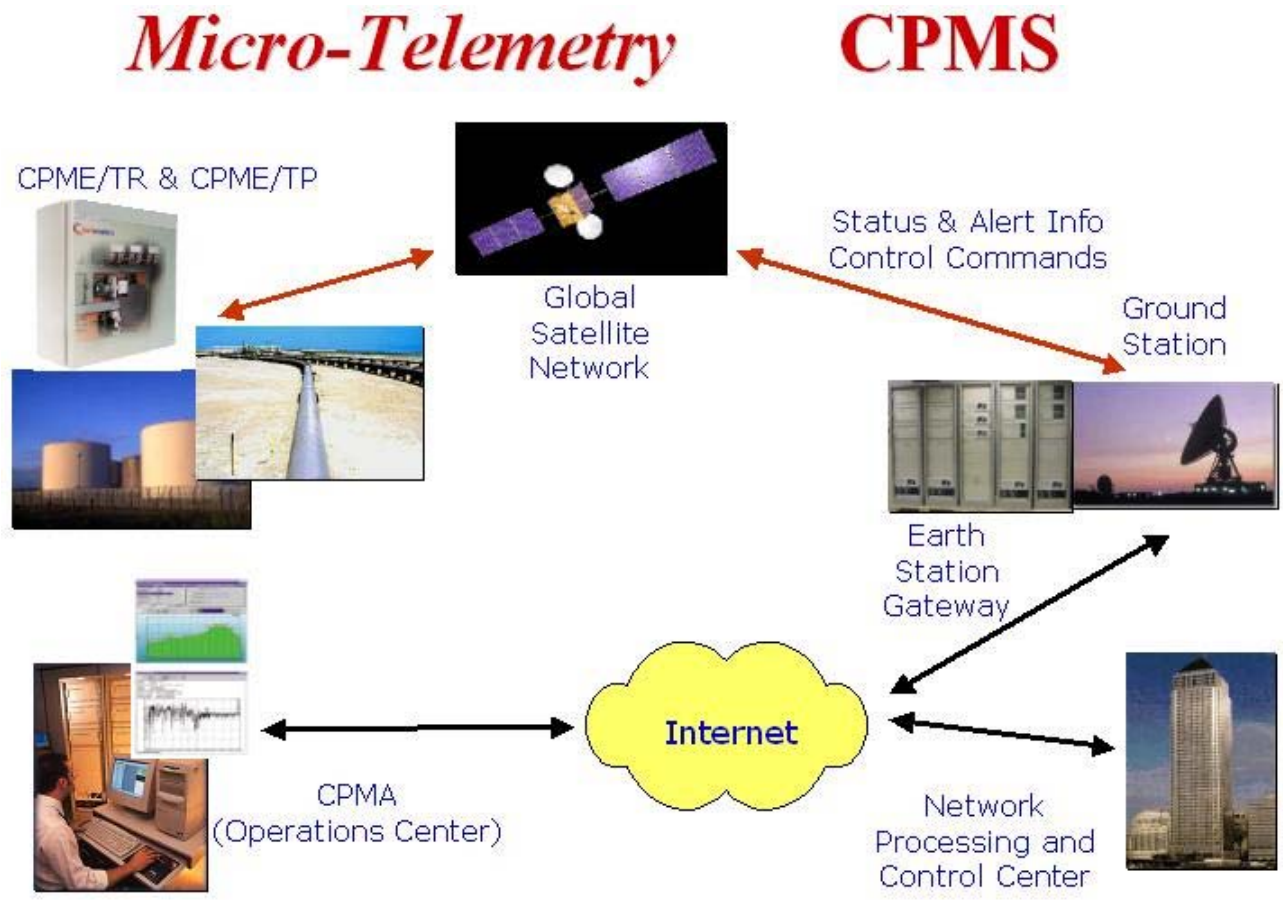 Micro-Telemetry CPMS
CPME/TR & CPME/TP
Status & Alert Info
Control Commands
Global
Satellite
Network
Ground
Station
Earth
Station
Gateway
Internet
CPMA
(Operations Center)
Network
Processing and
Control Center